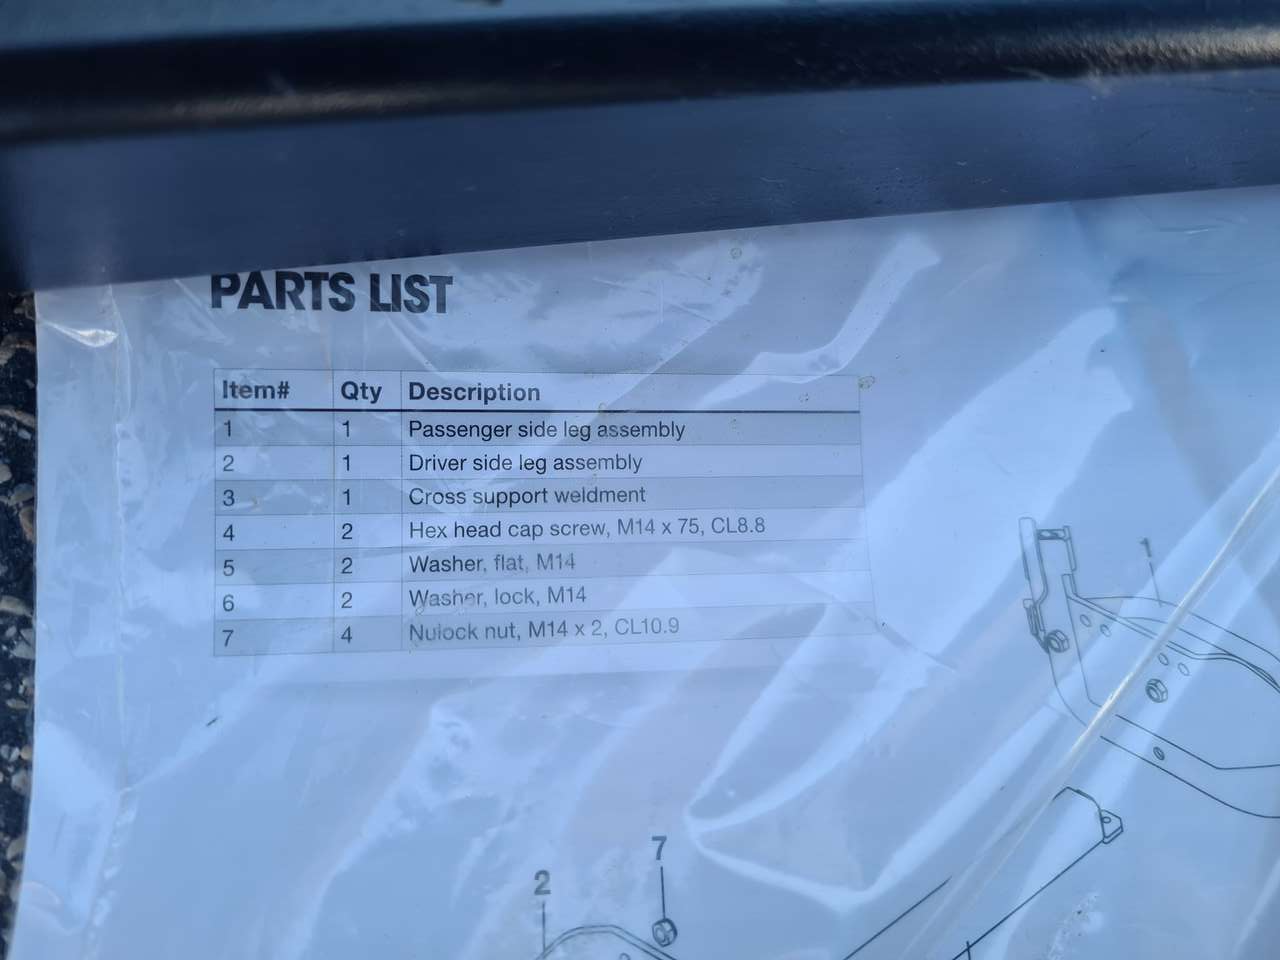 PARTS LIST
Item# Qty Description
1 1 Passenger side leg assembly
2 1 Driver side leg assembly
3 1 Cross support weldment
4 2 Hex head cap screw, M14 x 75, CL8.8
5 2 Washer, flat, M14
6 2 Washer, lock, M14
7 4 Nulock nut, M14 x 2, CL10.9
1
7
2